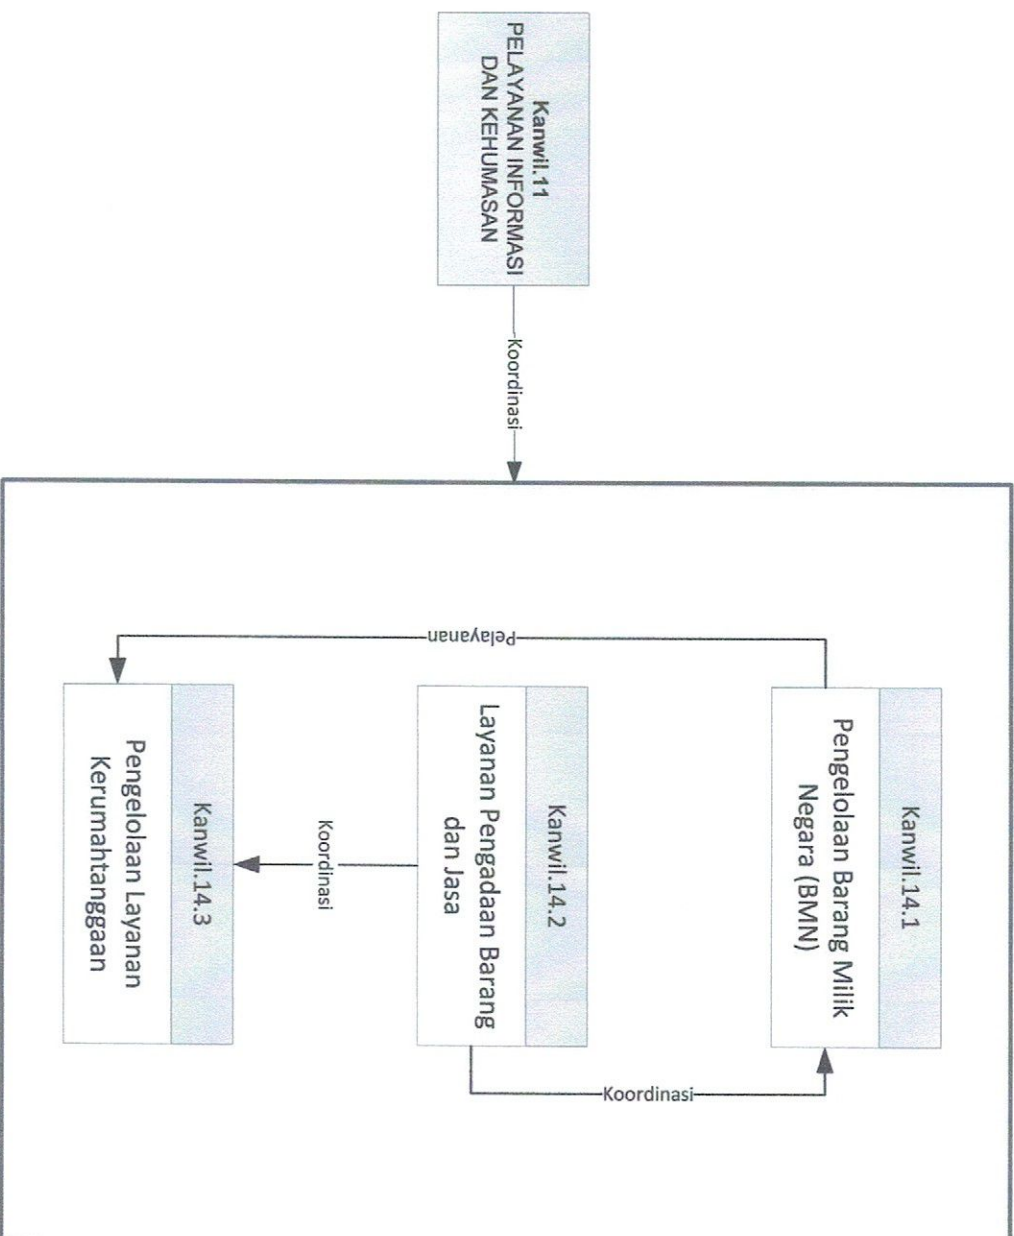 Kanwil.11
PELAYANAN INFORMASI
DAN KEHUMASAN
Koordinasi
Kanwil.14.1
Pengelolaan Barang Milik
Negara (BMN)
Pelayanan
Kanwil.14.2
Layanan Pengadaan Barang
dan Jasa
Koordinasi
Koordinasi
Kanwil.14.3
Pengelolaan Layanan
Kerumahtanggaan